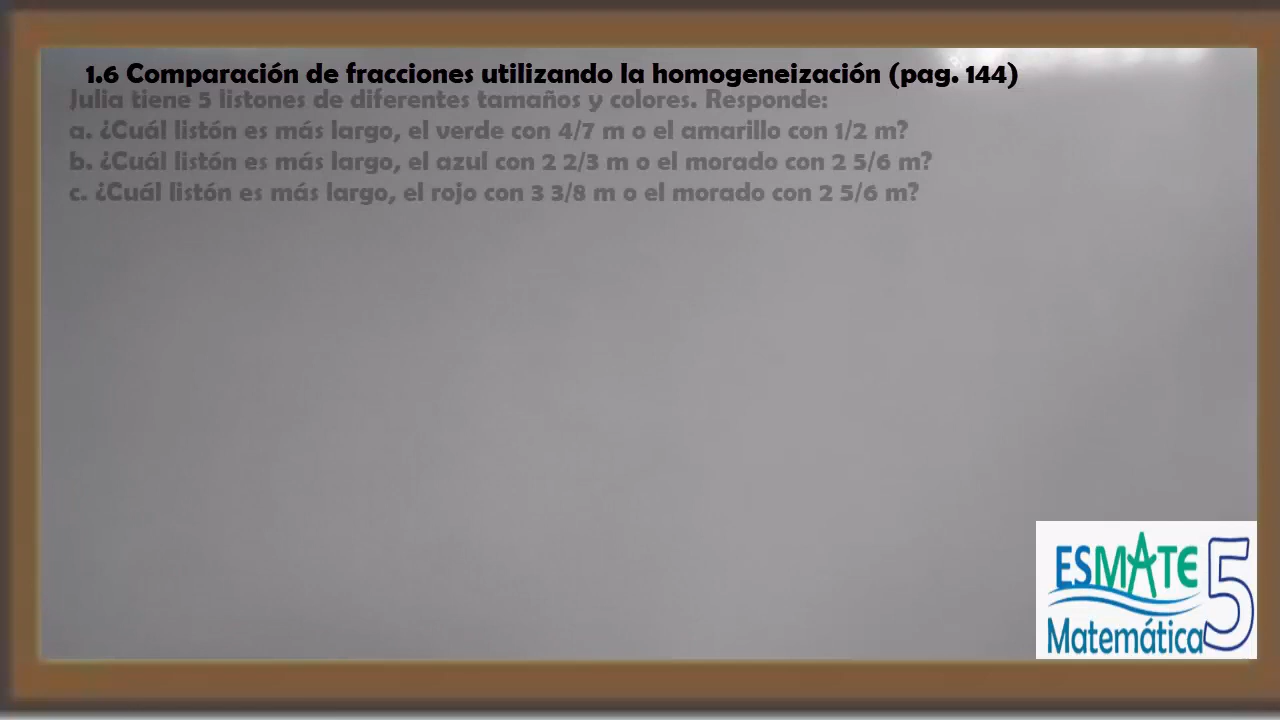 1.6 Comparación de fracciones utilizando la homogeneización (pag. 144)
Julia tiene 5 listones de diferentes tamaños y colores. Responde:
a. ¿Cuál listón es más largo, el verde con 4/7 m o el amarillo con 1/2 m?
b. ¿Cuál listón es más largo, el azul con 2 2/3 m o el morado con 2 5/6 m?
c. ¿Cuál listón es más largo, el rojo con 3 3/8 m o el morado con 2 5/6 m?
ESMATE 5
Matemática